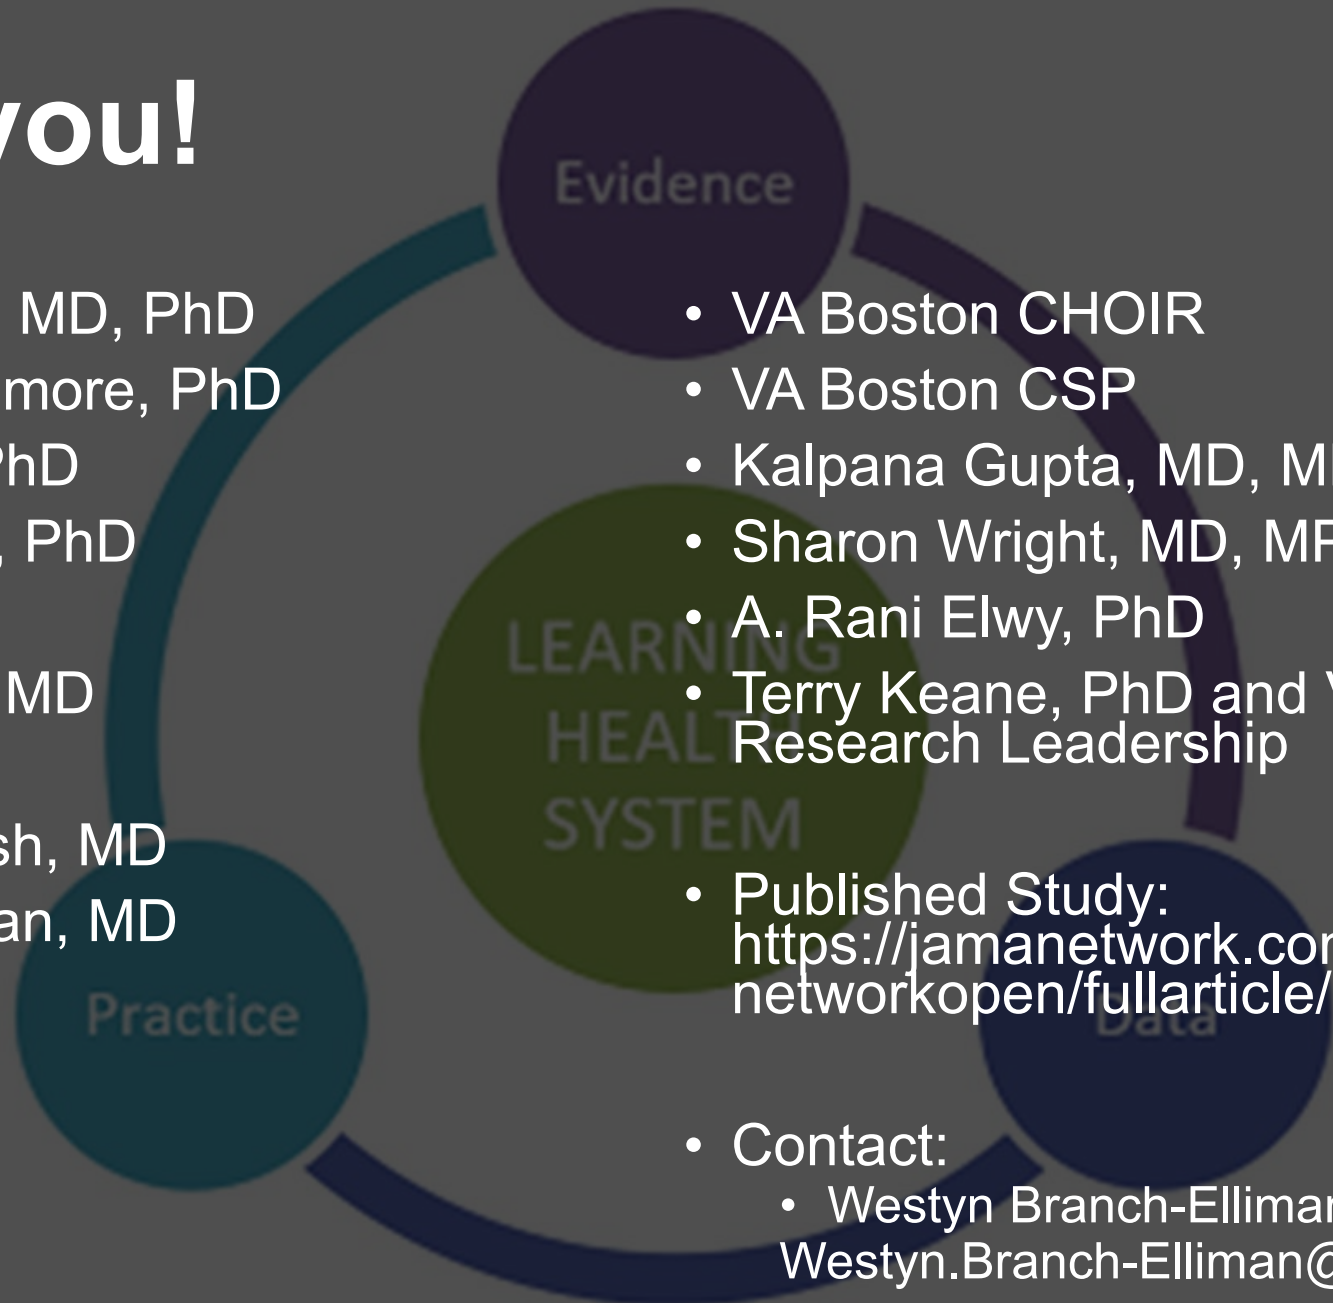 you!
MD, PhD
more, PhD
PhD
, PhD
MD
sh, MD
an, MD
• VA Boston CHOIR
• VA Boston CSP
• Kalpana Gupta, MD,
• Sharon Wright, MD,
• A. Rani Elwy, PhD
• Terry Keane, PhD and
Research Leadership
• Published Study:
https://jamanetwork.com
networkopen/fullarticle/
• Contact:
• Westyn Branch-Elliman
Westyn.Branch-Elliman@
Evidence
LEARNING
HEALTH
SYSTEM
Practice
Data